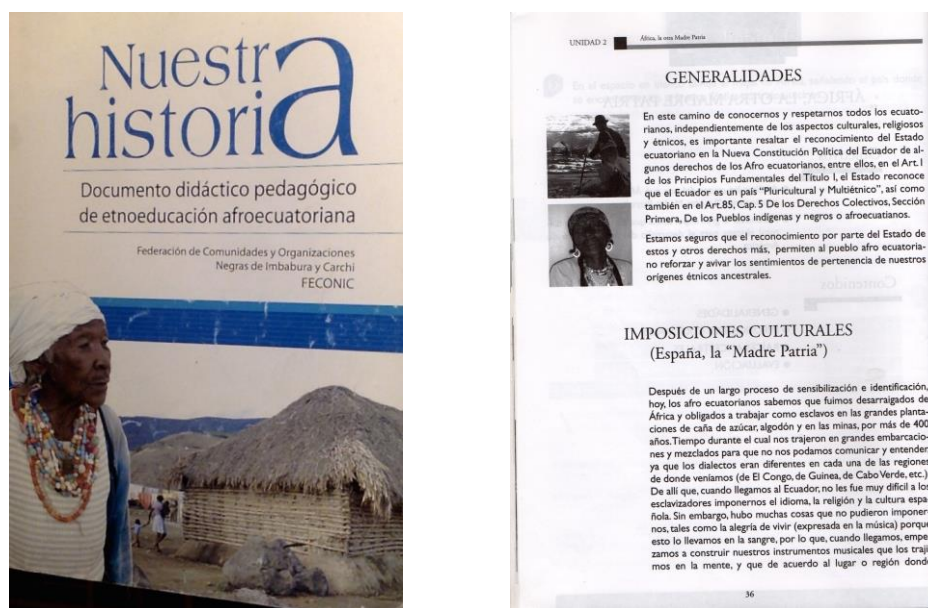 Nuestra
historia
Documento didáctico pedagógico
de etnoeducación afroecuatoriana
Federación de Comunidades y Organizaciones
Negras de Imbabura y Carchi
FECONIC
UNIDAD 2 África, la otra Madre Patria
GENERALIDADES
En este camino de conocernos y respetarnos todos los ecuato-
rianos, independientemente de los aspectos culturales, religiosos
y étnicos, es importante resaltar el reconocimiento del Estado
ecuatoriano en la Nueva Constitución Política del Ecuador de al-
gunos derechos de los Afro ecuatorianos, entre ellos, en el Art. 1
de los Principios Fundamentales del Título I, el Estado reconoce
que el Ecuador es un país “Pluricultural y Multiétnico”, así como
también en el Art.85, Cap. 5 De los Derechos Colectivos, Sección
Primera, De los Pueblos indígenas y negros o afroecuatianos.
Estamos seguros que el reconocimiento por parte del Estado de
estos y otros derechos más, permiten al pueblo afro ecuatoria-
no reforzar y avivar los sentimientos de pertenencia de nuestros
orígenes étnicos ancestrales.
IMPOSICIONES CULTURALES
(España, la “Madre Patria”)
Después de un largo proceso de sensibilización e identificación,
hoy, los afro ecuatorianos sabemos que fuimos desarraigados de
África y obligados a trabajar como esclavos en las grandes planta-
ciones de caña de azúcar, algodón y en las minas, por más de 400
años. Tiempo durante el cual nos trajeron en grandes embarcacio-
nes y mezclados para que no nos podamos comunicar y entender,
ya que los dialectos eran diferentes en cada una de las regiones
de donde veníamos (de El Congo, de Guinea, de Cabo Verde, etc.)
De allí que, cuando llegamos al Ecuador, no les fue muy difícil a los
esclavizadores imponernos el idioma, la religión y la cultura espa-
ñola. Sin embargo, hubo muchas cosas que no pudieron imponer-
nos, tales como la alegría de vivir (expresada en la música) porque
esto lo llevamos en la sangre, por lo que, cuando llegamos, empe
zamos a construir nuestros instrumentos musicales que los traji
mos en la mente, y que de acuerdo al lugar o región donde
36